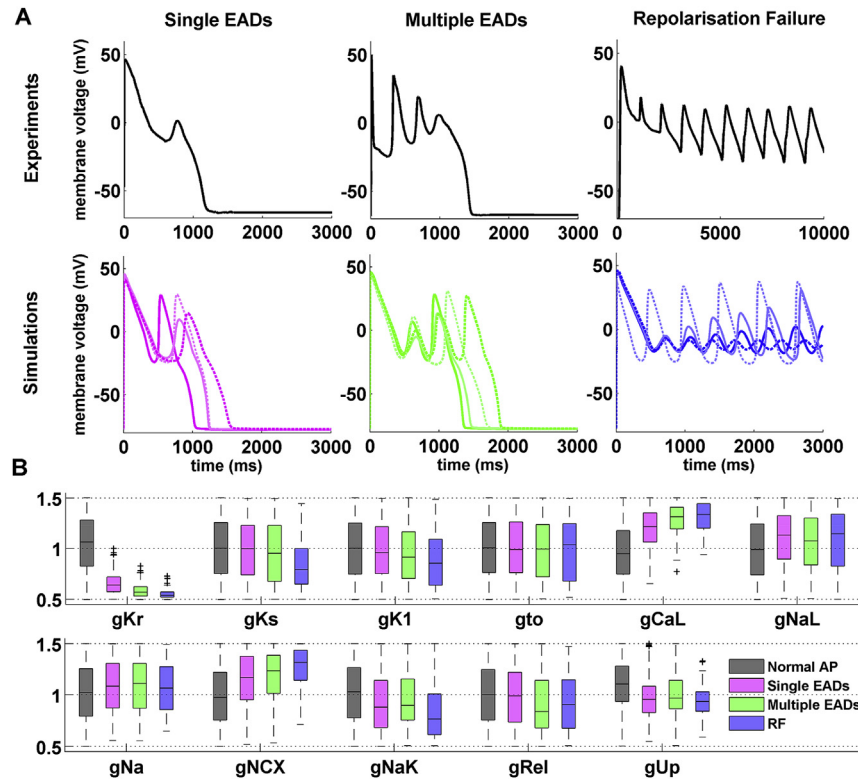 A
Single EADs Multiple EADs Repolarisation Failure
Experiments
membrane voltage (mV)
50
0
-50
0 1000 2000 3000
50
0
-50
0 1000 2000 3000
50
0
-50
0 5000 10000
Simulations
membrane voltage (mV)
50
0
-50
0 1000 2000 3000
time (ms)
50
0
-50
0 1000 2000 3000
time (ms)
50
0
-50
0 1000 2000 3000
time (ms)
B
1.5
1
0.5
gKr gKs gK1 gto gCaL gNaL
1.5
1
0.5
gNa gNCX gNaK gRel gUp
Normal AP
Single EADs
Multiple EADs
RF